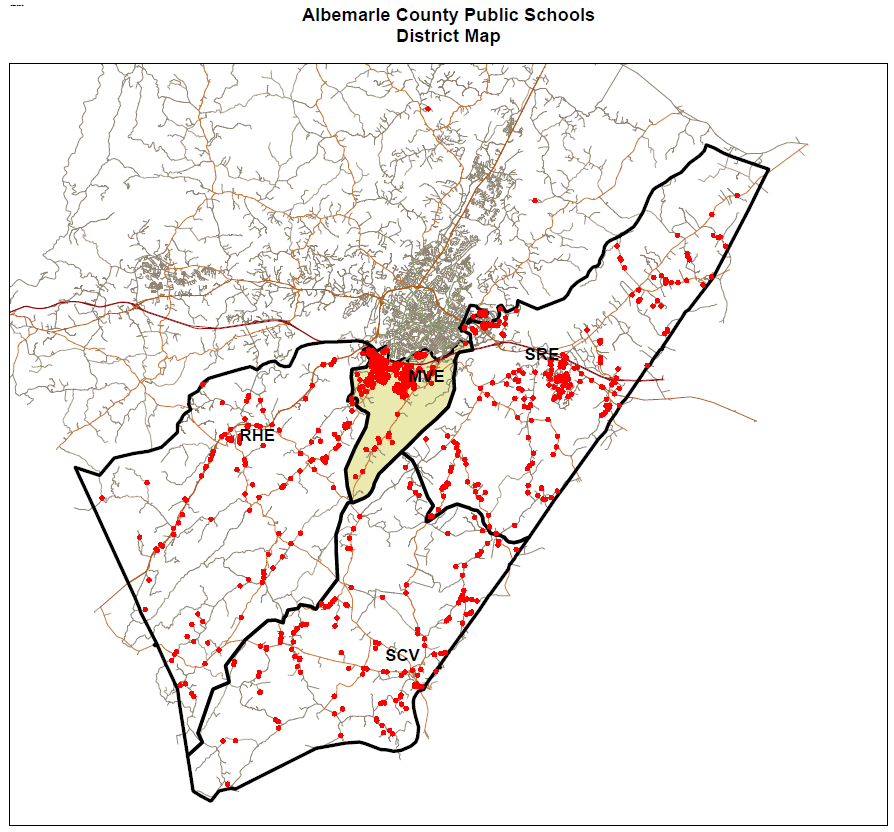 Albemarle County Public Schools
District Map
SRE
MVE
RHE
SCV